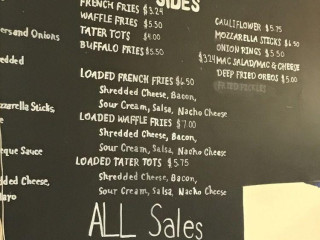 SIDES
FRENCH FRIES $3.24
WAFFLE FRIES $5.50
TATER TOTS $4.00
BUFFALO FRIES $5.50
CAULIFLOWER $5.75
MOZZARELLA STICKS $6.50
ONION RINGS $5.50
$3.24 MAC SALAD/MAC & CHEESE
DEEP FRIED OREOS $5.00
LOADED FRENCH FRIES $6.50
Shredded Cheese, Bacon,
Sour Cream, Salsa, Nacho Cheese
LOADED WAFFLE FRIES $7.00
Shredded Cheese, Bacon,
Sour Cream, Salsa, Nacho Cheese
LOADED TATER TOTS $5.75
Shredded Cheese, Bacon,
Sour Cream, Salsa, Nacho Cheese
ALL Sales
ers and Onions
edded
zzarella Sticks,
eque Sauce
ded Cheese,
ayo